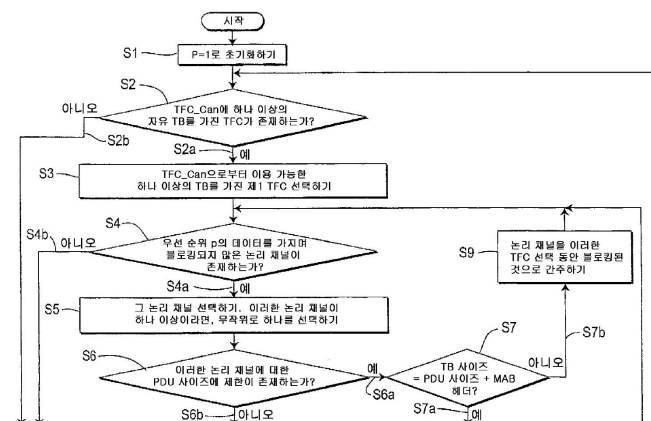 시작
S1
P=1로 초기화하기
S2
TFC_Can에 하나 이상의
자유 TB를 가진 TFC가 존재하는가?
아니오
S2b
S2a
예
S3
TFC_Can으로부터 이용 가능한
하나 이상의 TB를 가진 제1 TFC 선택하기
S4
우선 순위 p의 데이터를 가지며
블로킹되지 않은 논리 채널이
존재하는가?
S4b
아니오
S4a
예
S9
논리 채널을 이러한
TFC 선택 동안 블로킹된
것으로 간주하기
S5
그 논리 채널 선택하기. 이러한 논리 채널이
하나 이상이라면, 무작위로 하나를 선택하기
S6
이러한 논리 채널에 대한
PDU 사이즈에 제한이 존재하는가?
예
S6a
S6b
아니오
S7
TB 사이즈
= PDU 사이즈 + MAB
헤더?
아니오
S7b
S7a
예